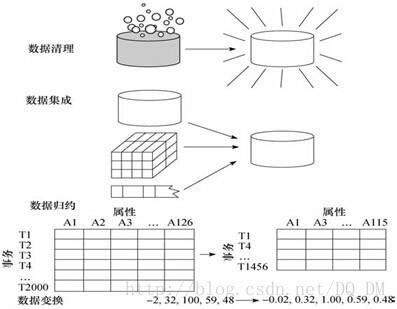 数据清理
数据集成
数据归约
属性
属性
A1 A2 A3 … A126
A1 A3 … A115
事务
T1
T2
T3
T4
…
T2000
事务
T1
T4
…
T1456
数据变换
-2, 32, 100, 59, 48 → -0.02, 0.32, 1.00, 0.59, 0.48
http://blog.csdn.net/DQ_DM